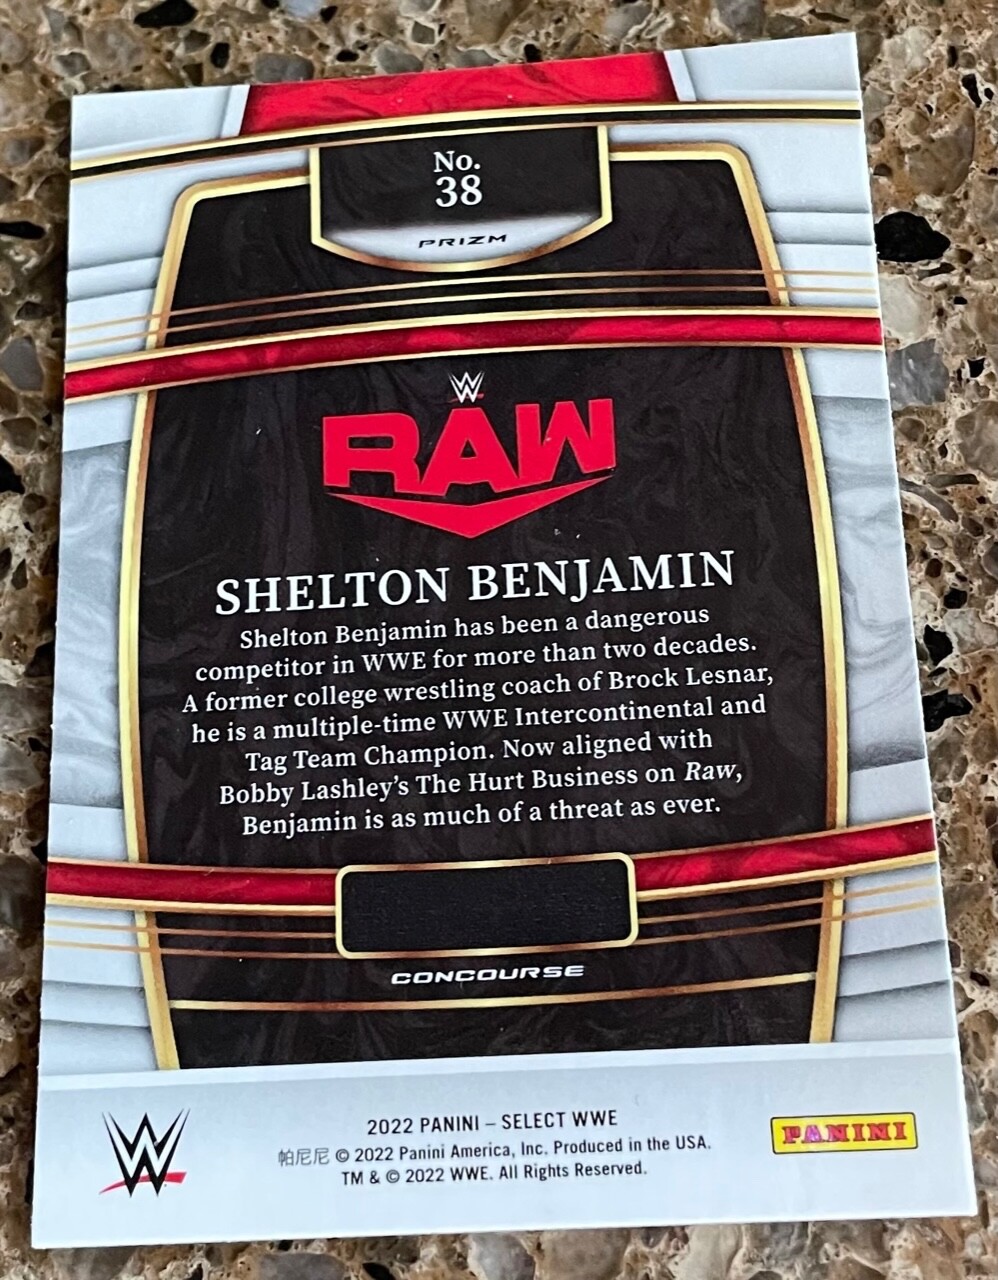 No.
38
PRIZM
W
RAW
SHELTON BENJAMIN
Shelton Benjamin has been a dangerous
competitor in WWE for more than two decades.
A former college wrestling coach of Brock Lesnar,
he is a multiple-time WWE Intercontinental and
Tag Team Champion. Now aligned with
Bobby Lashley's The Hurt Business on Raw,
Benjamin is as much of a threat as ever.
CONCOURSE
W
2022 PANINI – SELECT WWE
帕尼尼 © 2022 Panini America, Inc. Produced in the USA.
TM & © 2022 WWE. All Rights Reserved.
PANINI